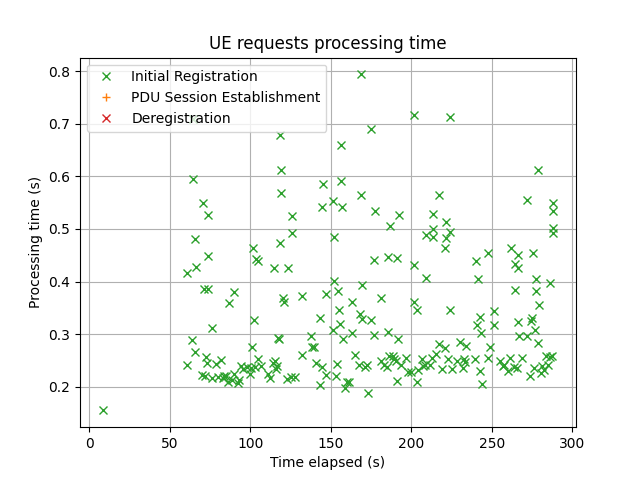 UE requests processing time
Initial Registration
PDU Session Establishment
Deregistration
Processing time (s)
0.8
0.7
0.6
0.5
0.4
0.3
0.2
0 50 100 150 200 250 300
Time elapsed (s)